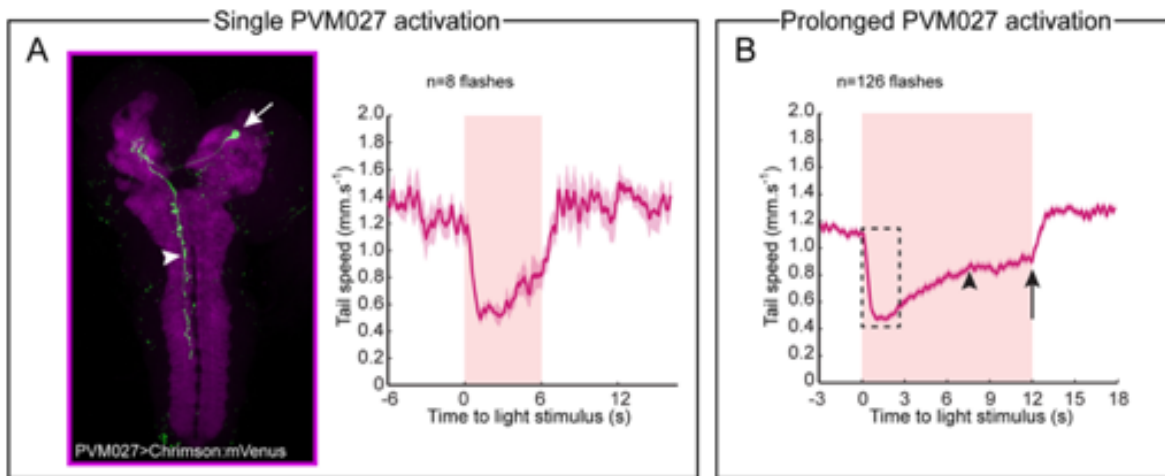 Single PVM027 activation
A
n=8 flashes
Tail speed (mm.s⁻¹)
2.0
1.8
1.6
1.4
1.2
1.0
0.8
0.6
0.4
0.2
0
-6 0 6 12
Time to light stimulus (s)
PVM027>Chrimson:mVenus
Prolonged PVM027 activation
B
n=126 flashes
Tail speed (mm.s⁻¹)
2.0
1.8
1.6
1.4
1.2
1.0
0.8
0.6
0.4
0.2
0
-3 0 3 6 9 12 15 18
Time to light stimulus (s)